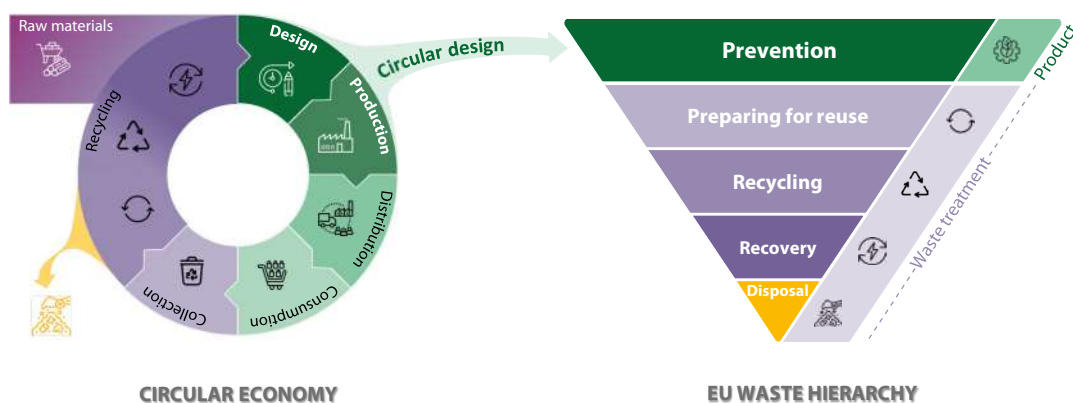 Raw materials
Design
Production
Distribution
Consumption
Collection
Recycling
Circular design
Prevention
Preparing for reuse
Recycling
Recovery
Disposal
Product
Waste treatment
CIRCULAR ECONOMY
EU WASTE HIERARCHY